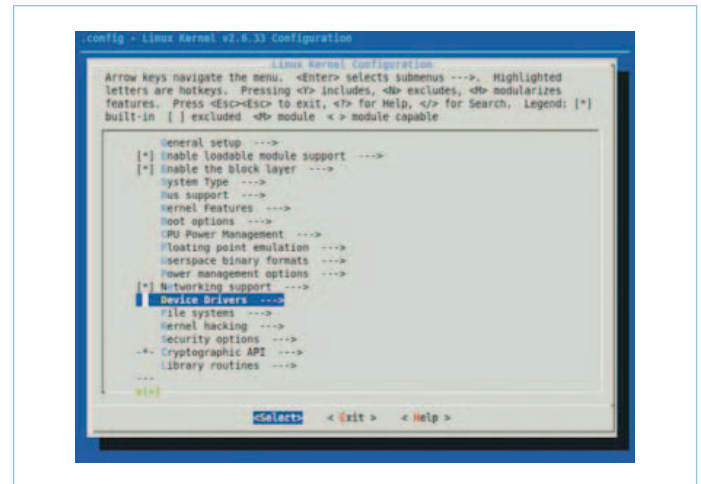 .config - Linux Kernel v2.6.33 Configuration
Linux Kernel Configuration
Arrow keys navigate the menu. <Enter> selects submenus --->. Highlighted
letters are hotkeys. Pressing <Y> includes, <N> excludes, <M> modularizes
features. Press <Esc><Esc> to exit, <?> for Help, </> for Search. Legend: [*]
built-in [ ] excluded <M> module < > module capable
General setup --->
[*] Enable loadable module support --->
[*] Enable the block layer --->
System Type --->
Bus support --->
Kernel Features --->
Boot options --->
CPU Power Management --->
Floating point emulation --->
Userspace binary formats --->
Power management options --->
[*] Networking support --->
Device Drivers --->
File systems --->
Kernel hacking --->
Security options --->
-*- Cryptographic API --->
Library routines --->
---
v(+)
<Select> < Exit > < Help >